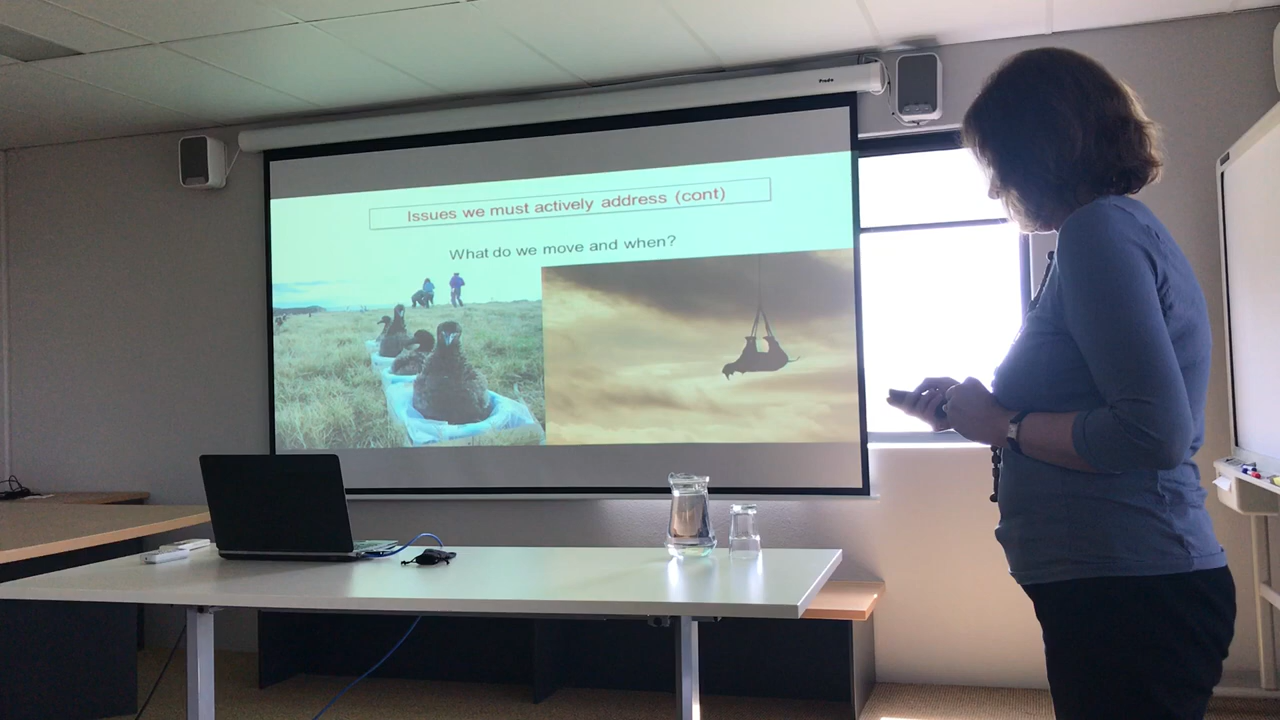 Issues we must actively address (cont)
What do we move and when?